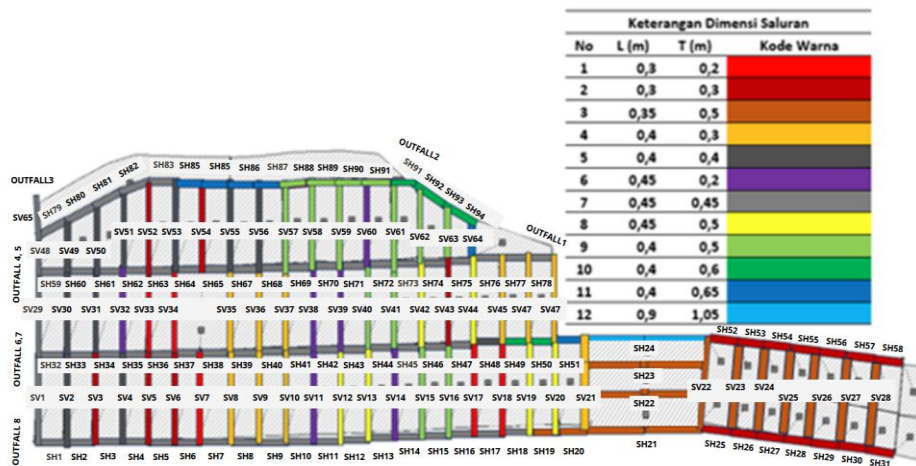 Keterangan Dimensi Saluran
No L (m) T (m) Kode Warna
1 0,3 0,2
2 0,3 0,3
3 0,35 0,5
4 0,4 0,3
5 0,4 0,4
6 0,45 0,2
7 0,45 0,45
8 0,45 0,5
9 0,4 0,5
10 0,4 0,6
11 0,4 0,65
12 0,9 1,05
OUTFALL2
SH82 SH83 SH85 SH85 SH86 SH87 SH88 SH89 SH90 SH91 SH91
OUTFALL3 SH79 SH80 SH81 SH92 SH93 SH94
SV65
SV51 SV52 SV53 SV54 SV55 SV56 SV57 SV58 SV59 SV60 SV61 SV62 SV63 SV64 OUTFALL1
SV48 SV49 SV50
OUTFALL 4, 5
SH59 SH60 SH61 SH62 SH63 SH64 SH65 SH67 SH68 SH69 SH70 SH71 SH72 SH73 SH74 SH75 SH76 SH77 SH78
SV29 SV30 SV31 SV32 SV33 SV34 SV35 SV36 SV37 SV38 SV39 SV40 SV41 SV42 SV43 SV44 SV45 SV47 SV47
OUTFALL 6,7
SH52 SH53 SH54 SH55 SH56 SH57 SH58
SH24
SH32 SH33 SH34 SH35 SH36 SH37 SH38 SH39 SH40 SH41 SH42 SH43 SH44 SH45 SH46 SH47 SH48 SH49 SH50 SH51
SH23
SV1 SV2 SV3 SV4 SV5 SV6 SV7 SV8 SV9 SV10 SV11 SV12 SV13 SV14 SV15 SV16 SV17 SV18 SV19 SV20 SV21 SV22 SV23 SV24
SH22 SV25 SV26 SV27 SV28
OUTFALL 8
SH1 SH2 SH3 SH4 SH5 SH6 SH7 SH8 SH9 SH10 SH11 SH12 SH13 SH14 SH15 SH16 SH17 SH18 SH19 SH20 SH21 SH25 SH26 SH27 SH28 SH29 SH30 SH31